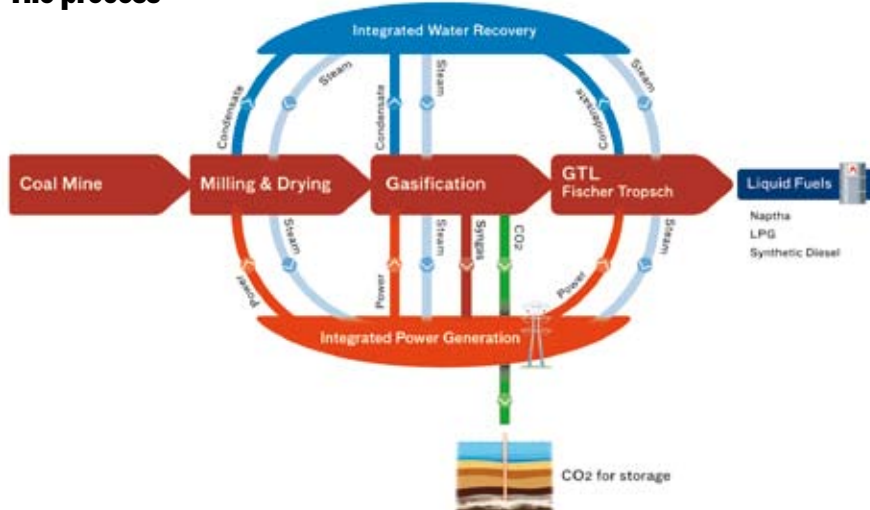 The process
Integrated Water Recovery
Condensate
Steam
Condensate
Steam
Condensate
Steam
Coal Mine
Milling & Drying
Gasification
GTL
Fischer Tropsch
Liquid Fuels
Naptha
LPG
Synthetic Diesel
Power
Steam
Power
Steam
Syngas
CO2
Power
Steam
Integrated Power Generation
CO2 for storage